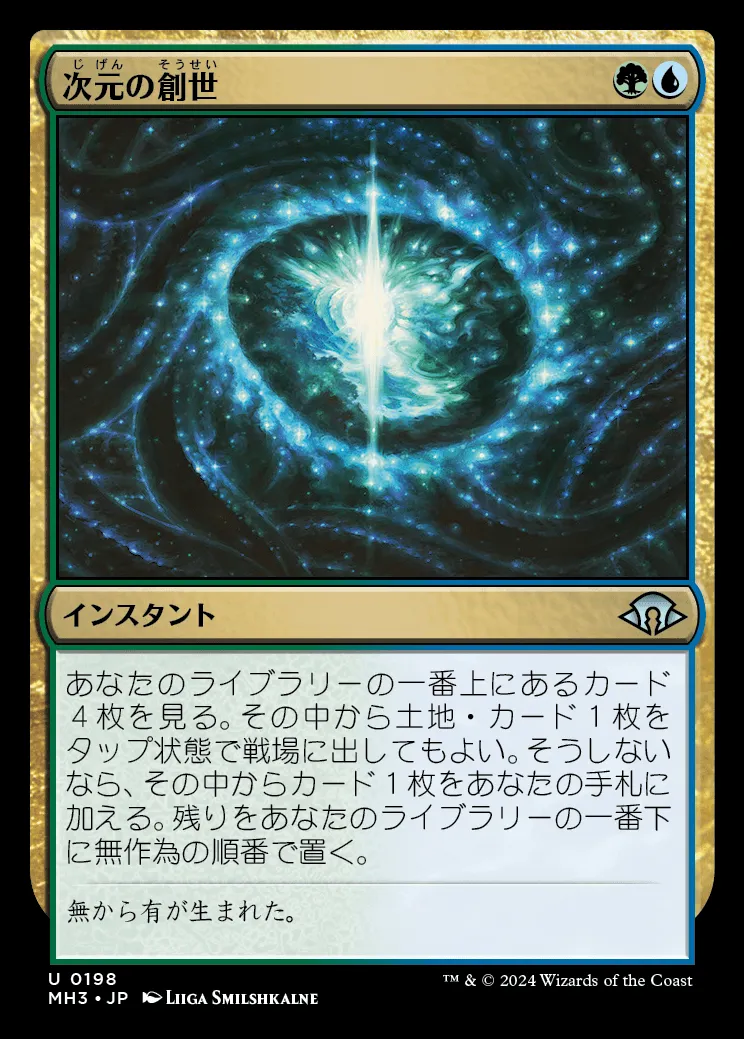 じげん そうせい
次元の創世
インスタント
あなたのライブラリーの一番上にあるカード
４枚を見る。その中から土地・カード１枚を
タップ状態で戦場に出してもよい。そうしない
なら、その中からカード１枚をあなたの手札に
加える。残りをあなたのライブラリーの一番下
に無作為の順番で置く。
無から有が生まれた。
U 0198
MH3 • JP Liiga Smilshkalne
™ & © 2024 Wizards of the Coast